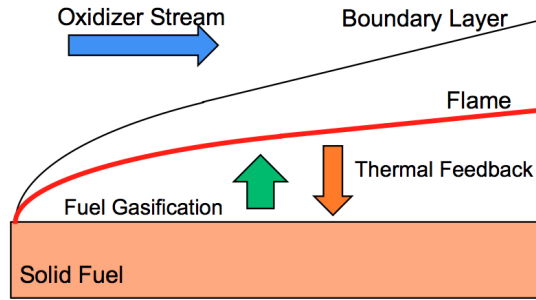 Oxidizer Stream
Boundary Layer
Flame
Thermal Feedback
Fuel Gasification
Solid Fuel